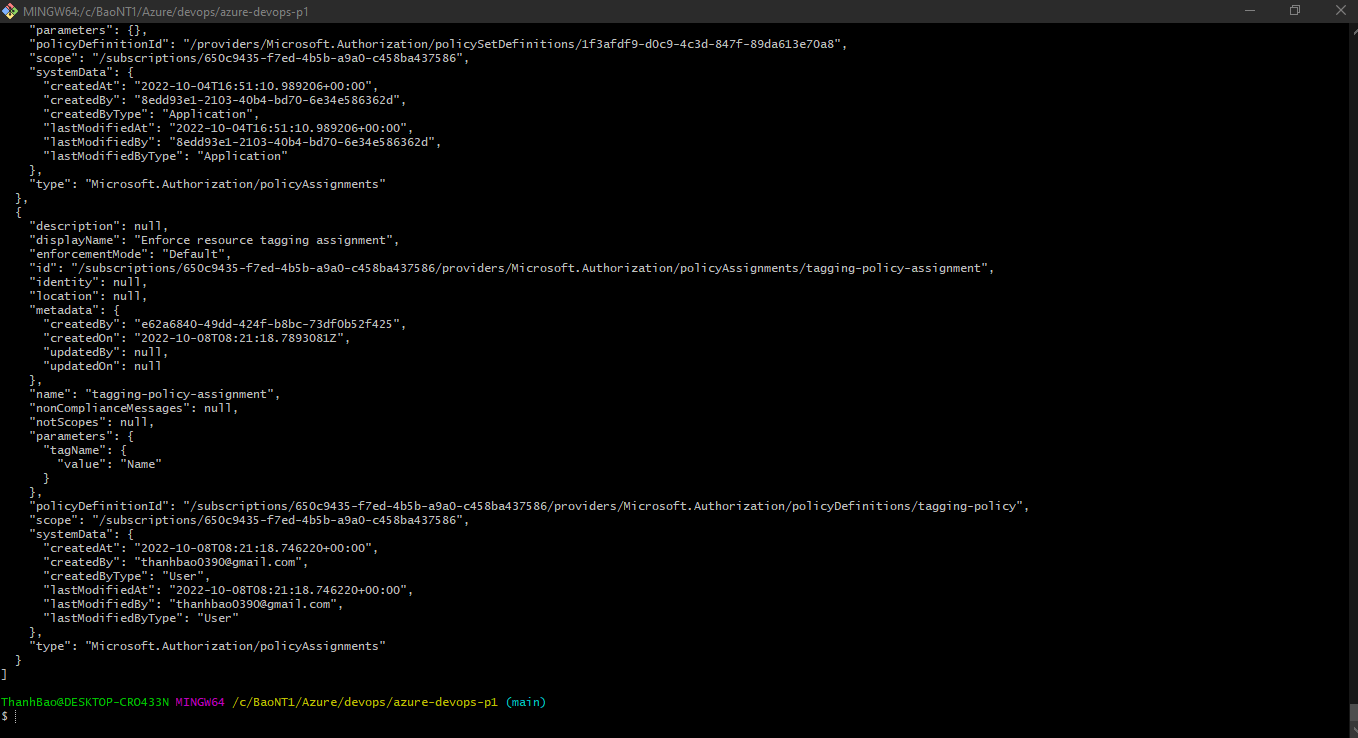 MINGW64:/c/BaoNT1/Azure/devops/azure-devops-p1
    "parameters": {},
    "policyDefinitionId": "/providers/Microsoft.Authorization/policySetDefinitions/1f3afdf9-d0c9-4c3d-847f-89da613e70a8",
    "scope": "/subscriptions/650c9435-f7ed-4b5b-a9a0-c458ba437586",
    "systemData": {
      "createdAt": "2022-10-04T16:51:10.989206+00:00",
      "createdBy": "8edd93e1-2103-40b4-bd70-6e34e586362d",
      "createdByType": "Application",
      "lastModifiedAt": "2022-10-04T16:51:10.989206+00:00",
      "lastModifiedBy": "8edd93e1-2103-40b4-bd70-6e34e586362d",
      "lastModifiedByType": "Application"
    },
    "type": "Microsoft.Authorization/policyAssignments"
  },
  {
    "description": null,
    "displayName": "Enforce resource tagging assignment",
    "enforcementMode": "Default",
    "id": "/subscriptions/650c9435-f7ed-4b5b-a9a0-c458ba437586/providers/Microsoft.Authorization/policyAssignments/tagging-policy-assignment",
    "identity": null,
    "location": null,
    "metadata": {
      "createdBy": "e62a6840-49dd-424f-b8bc-73df0b52f425",
      "createdOn": "2022-10-08T08:21:18.7893081Z",
      "updatedBy": null,
      "updatedOn": null
    },
    "name": "tagging-policy-assignment",
    "nonComplianceMessages": null,
    "notScopes": null,
    "parameters": {
      "tagName": {
        "value": "Name"
      }
    },
    "policyDefinitionId": "/subscriptions/650c9435-f7ed-4b5b-a9a0-c458ba437586/providers/Microsoft.Authorization/policyDefinitions/tagging-policy",
    "scope": "/subscriptions/650c9435-f7ed-4b5b-a9a0-c458ba437586",
    "systemData": {
      "createdAt": "2022-10-08T08:21:18.746220+00:00",
      "createdBy": "thanhbao0390@gmail.com",
      "createdByType": "User",
      "lastModifiedAt": "2022-10-08T08:21:18.746220+00:00",
      "lastModifiedBy": "thanhbao0390@gmail.com",
      "lastModifiedByType": "User"
    },
    "type": "Microsoft.Authorization/policyAssignments"
  }
]
ThanhBao@DESKTOP-CRO433N MINGW64 /c/BaoNT1/Azure/devops/azure-devops-p1 (main)
$